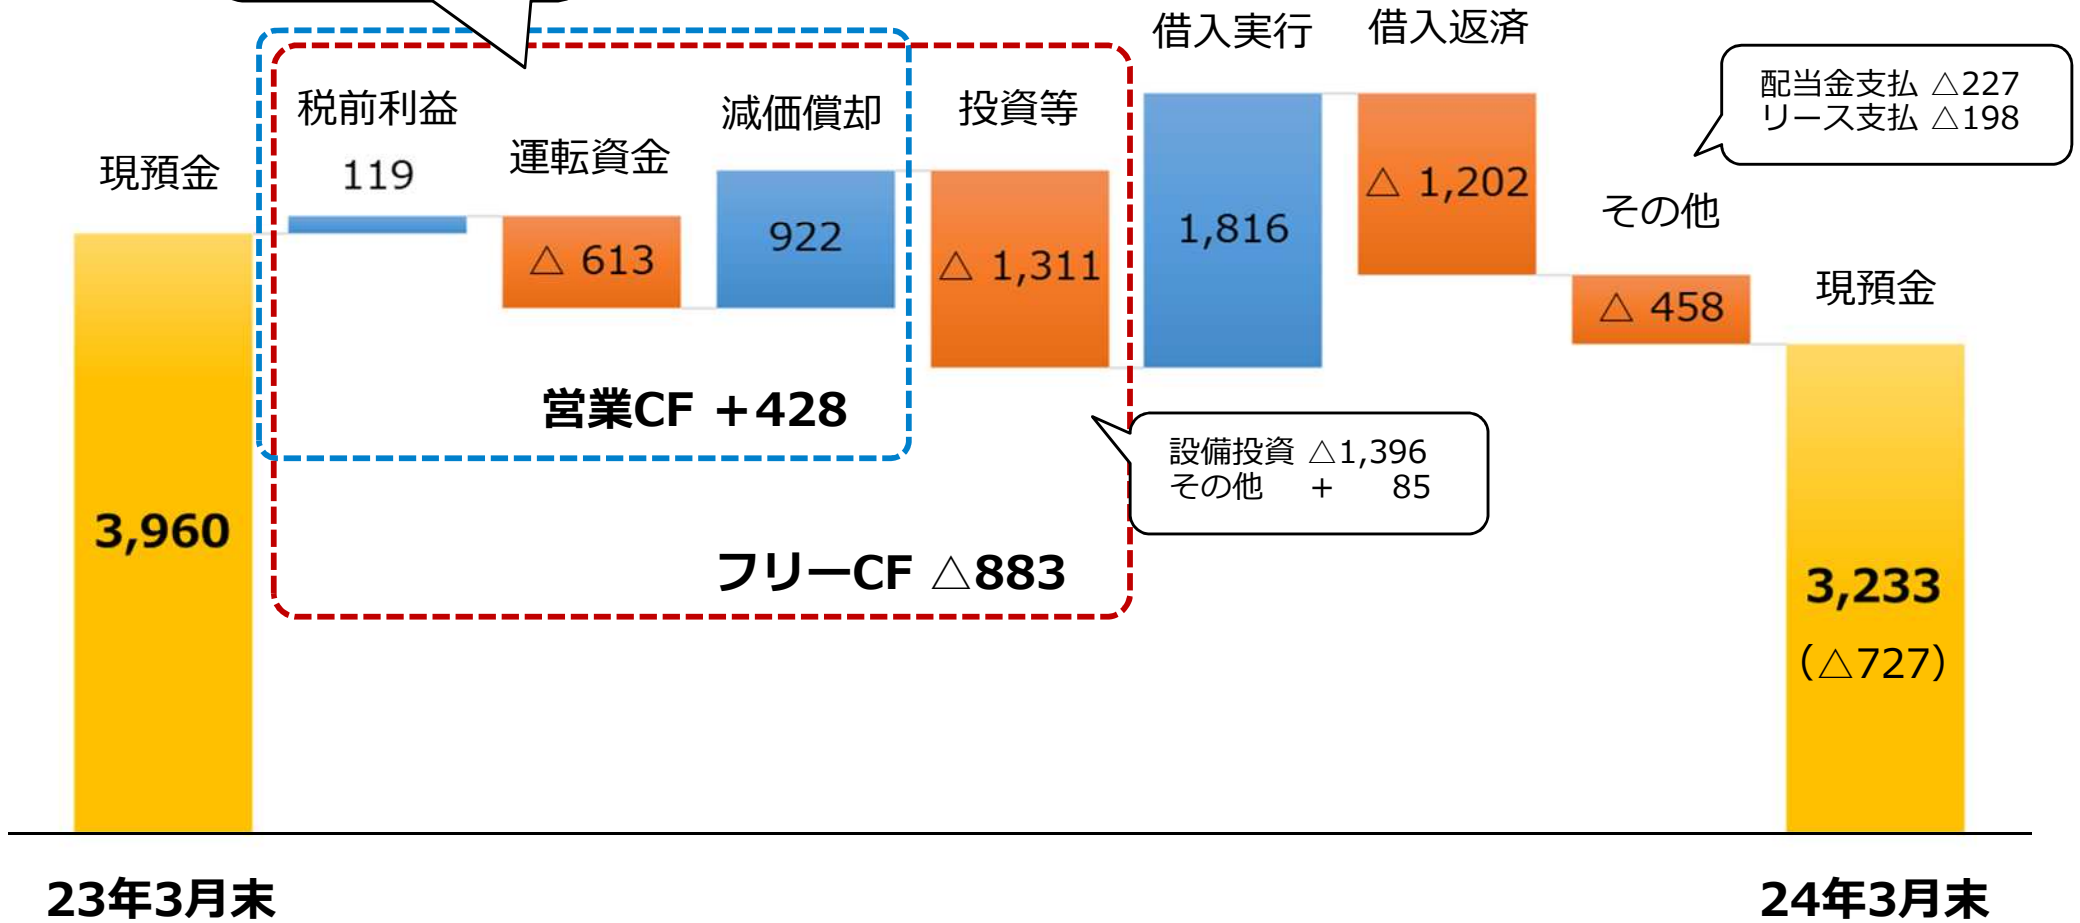 現預金
3,960
23年3月末
税前利益
119
運転資金
△ 613
減価償却
922
営業CF +428
投資等
△ 1,311
フリーCF △883
設備投資 △1,396
その他 + 85
借入実行
1,816
借入返済
△ 1,202
その他
△ 458
配当金支払 △227
リース支払 △198
現預金
3,233
(△727)
24年3月末